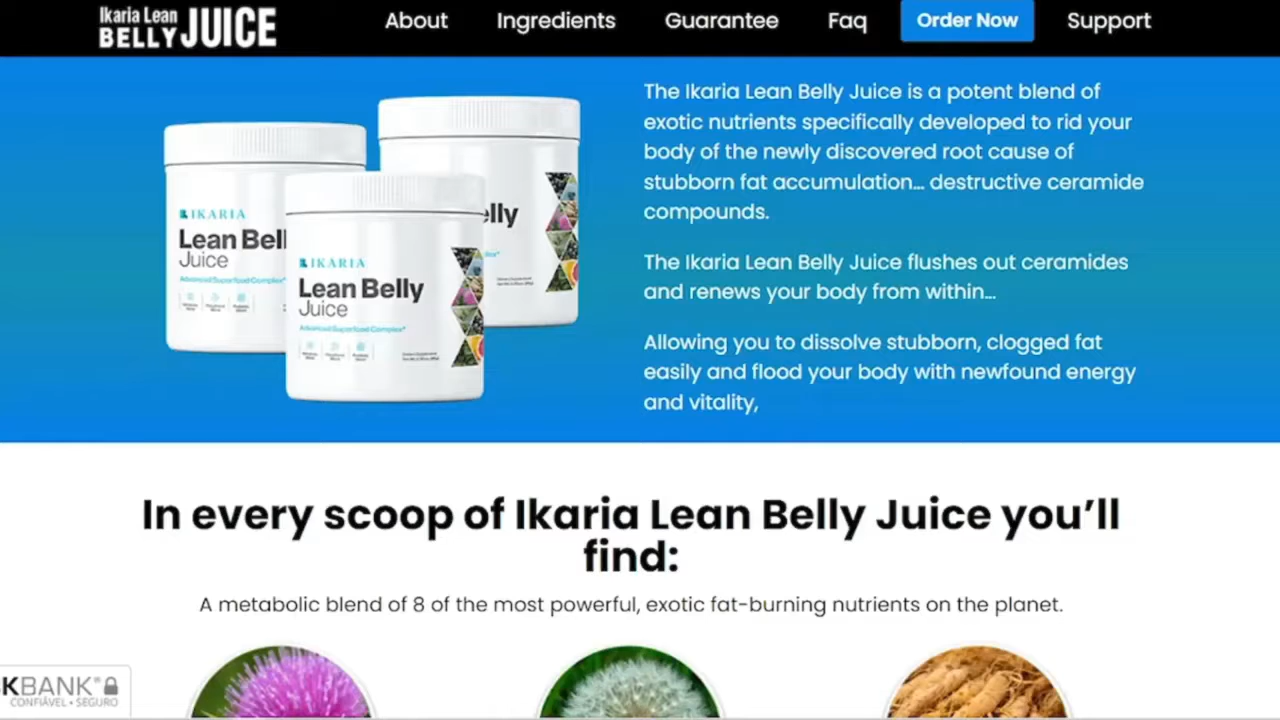 Ikaria Lean
BELLY JUICE
About Ingredients Guarantee Faq Order Now Support
The Ikaria Lean Belly Juice is a potent blend of
exotic nutrients specifically developed to rid your
body of the newly discovered root cause of
stubborn fat accumulation... destructive ceramide
compounds.
The Ikaria Lean Belly Juice flushes out ceramides
and renews your body from within...
Allowing you to dissolve stubborn, clogged fat
easily and flood your body with newfound energy
and vitality,
IKARIA
Lean Bell
Juice
Advanced Superfood Complex*
elly
IKARIA
Lean Belly
Juice
Advanced Superfood Complex*
In every scoop of Ikaria Lean Belly Juice you’ll
find:
A metabolic blend of 8 of the most powerful, exotic fat-burning nutrients on the planet.
KBANK
CONFIÁVEL • SEGURO